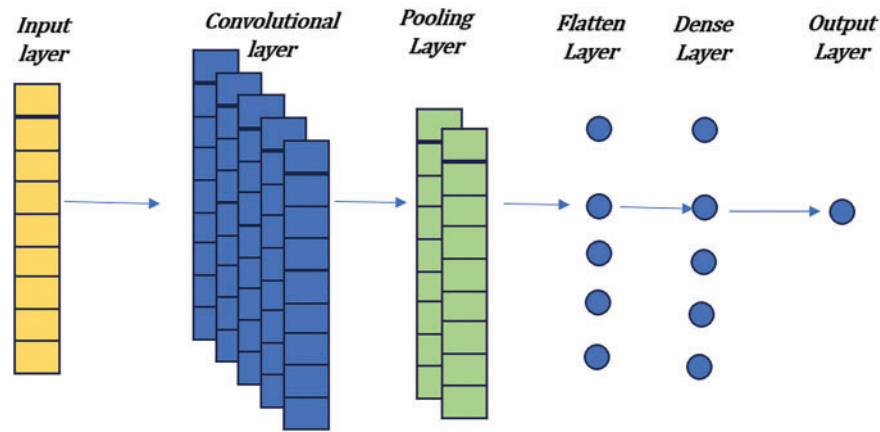 Input
layer
Convolutional
layer
Pooling
Layer
Flatten
Layer
Dense
Layer
Output
Layer